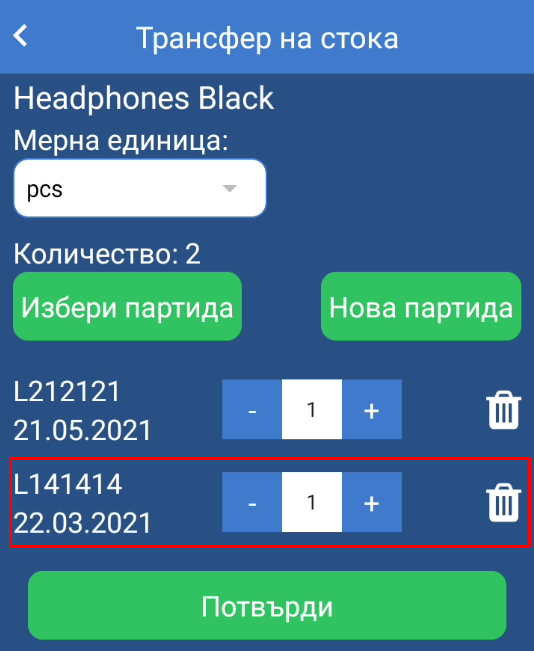 Трансфер на стока
Headphones Black
Мерна единица:
pcs
Количество: 2
Избери партида
Нова партида
L212121
21.05.2021
- 1 +
L141414
22.03.2021
- 1 +
Потвърди